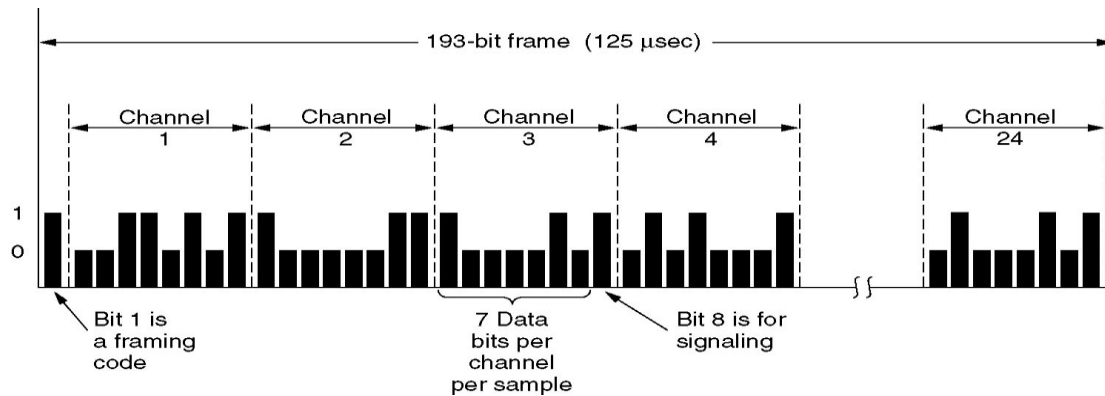 193-bit frame (125 μsec)
Channel
1
Channel
2
Channel
3
Channel
4
Channel
24
1
0
Bit 1 is
a framing
code
7 Data
bits per
channel
per sample
Bit 8 is for
signaling